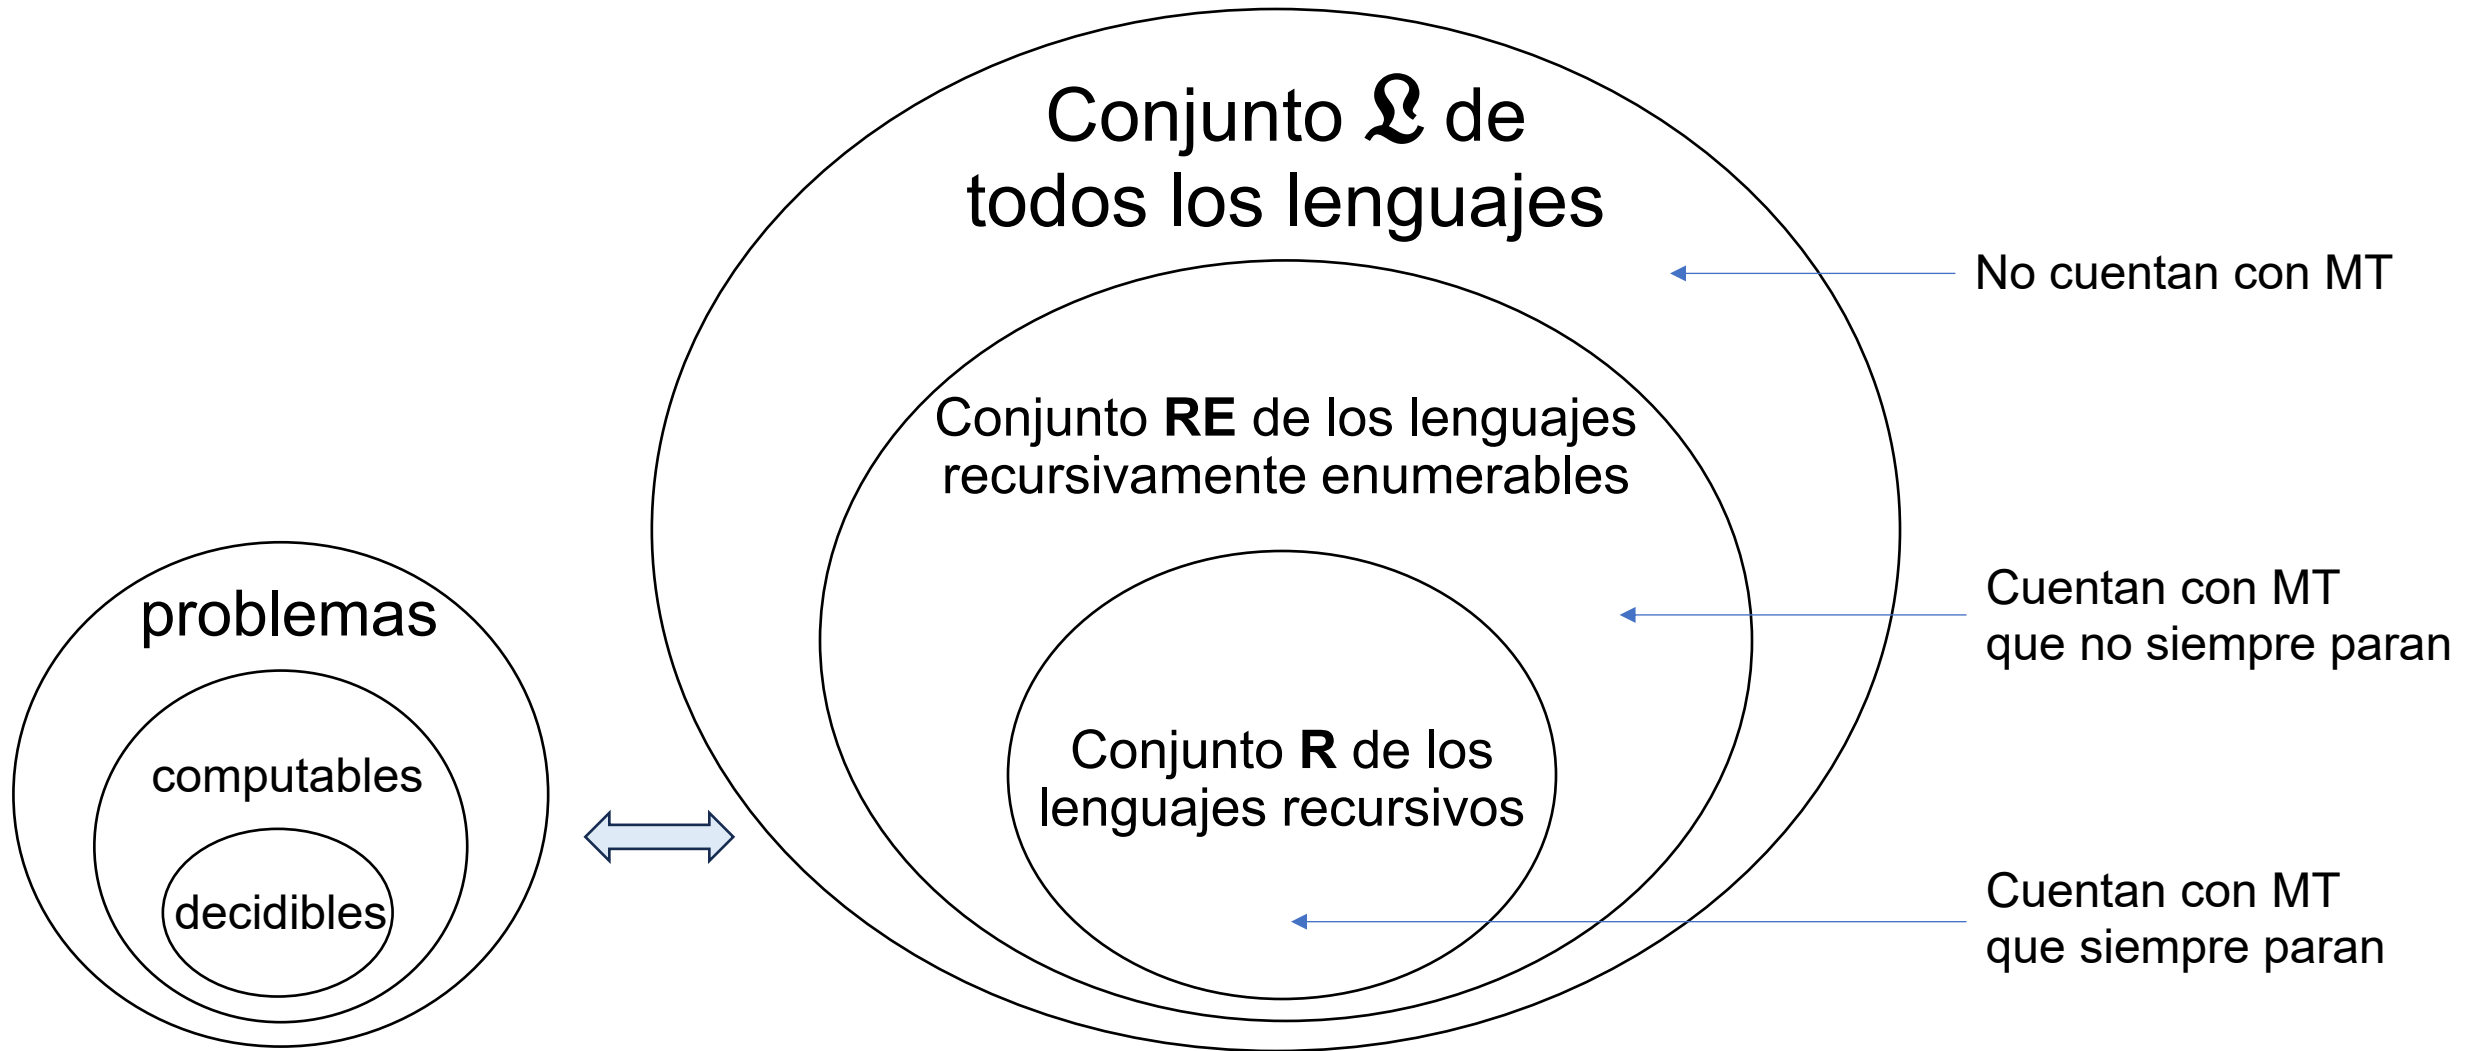 Conjunto 𝕷 de
todos los lenguajes
No cuentan con MT
Conjunto RE de los lenguajes
recursivamente enumerables
Cuentan con MT
que no siempre paran
problemas
computables
decidibles
Conjunto R de los
lenguajes recursivos
Cuentan con MT
que siempre paran